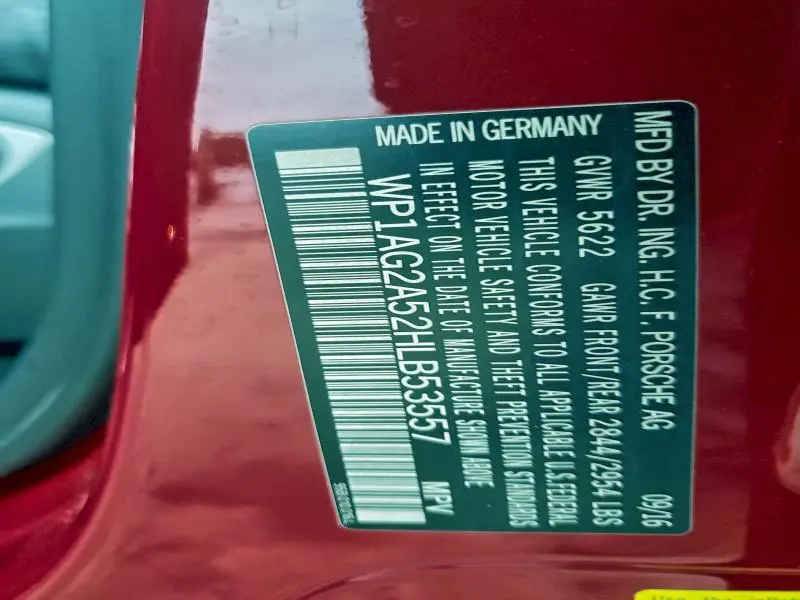 MFD BY DR. ING. H.C. F. PORSCHE AG 09/16
GVWR 5622 GAWR FRONT/REAR 2844/2954 LBS
THIS VEHICLE CONFORMS TO ALL APPLICABLE U.S. FEDERAL
MOTOR VEHICLE SAFETY AND THEFT PREVENTION STANDARDS
IN EFFECT ON THE DATE OF MANUFACTURE SHOWN ABOVE
WP1AG2A52HLB53557 MPV
MADE IN GERMANY